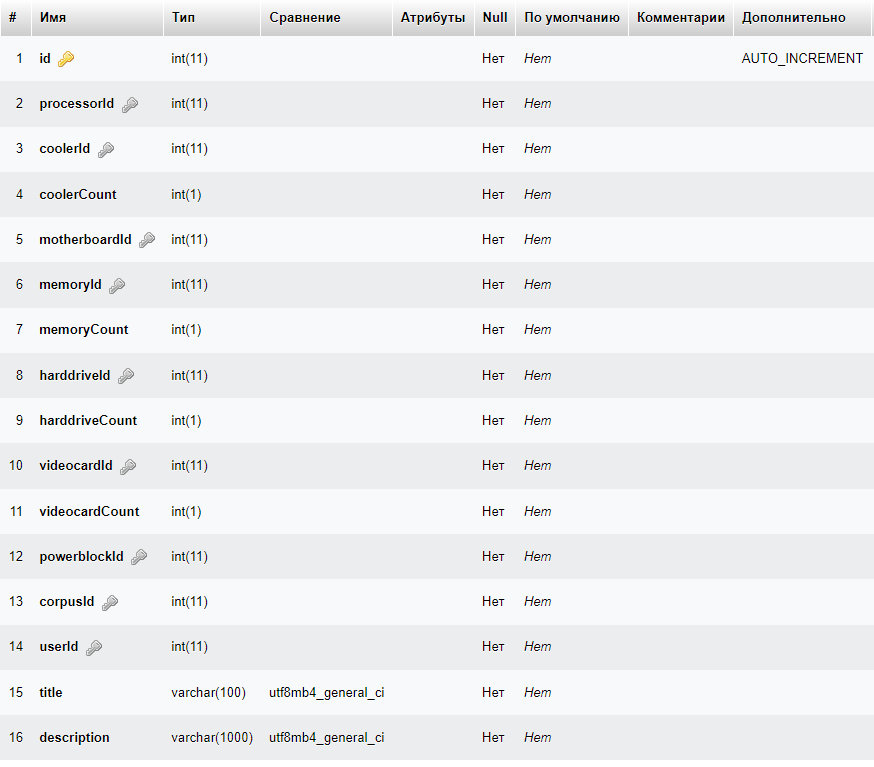 # Имя Тип Сравнение Атрибуты Null По умолчанию Комментарии Дополнительно
1 id int(11) Нет Нет AUTO_INCREMENT
2 processorId int(11) Нет Нет
3 coolerId int(11) Нет Нет
4 coolerCount int(1) Нет Нет
5 motherboardId int(11) Нет Нет
6 memoryId int(11) Нет Нет
7 memoryCount int(1) Нет Нет
8 harddriveId int(11) Нет Нет
9 harddriveCount int(1) Нет Нет
10 videocardId int(11) Нет Нет
11 videocardCount int(1) Нет Нет
12 powerblockId int(11) Нет Нет
13 corpusId int(11) Нет Нет
14 userId int(11) Нет Нет
15 title varchar(100) utf8mb4_general_ci Нет Нет
16 description varchar(1000) utf8mb4_general_ci Нет Нет